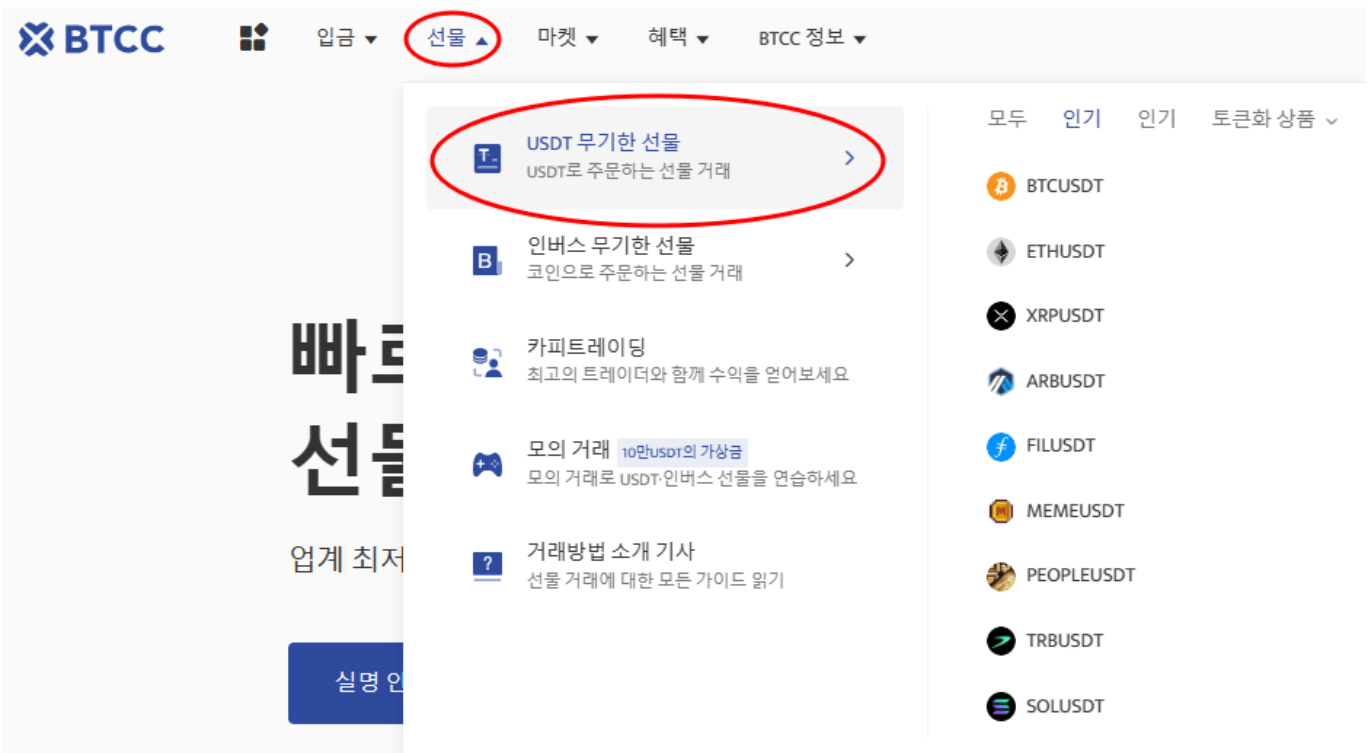 BTCC 입금 ▼ 선물 ▲ 마켓 ▼ 혜택 ▼ BTCC 정보 ▼
USDT 무기한 선물
USDT로 주문하는 선물 거래
인버스 무기한 선물
코인으로 주문하는 선물 거래
카피트레이딩
최고의 트레이더와 함께 수익을 얻어보세요
모의 거래 10만USDT의 가상금
모의 거래로 USDT·인버스 선물을 연습하세요
거래방법 소개 기사
선물 거래에 대한 모든 가이드 읽기
모두 인기 인기 토큰화 상품
BTCUSDT
ETHUSDT
XRPUSDT
ARBUSDT
FILUSDT
MEMEUSDT
PEOPLEUSDT
TRBUSDT
SOLUSDT
업계 최저
실명